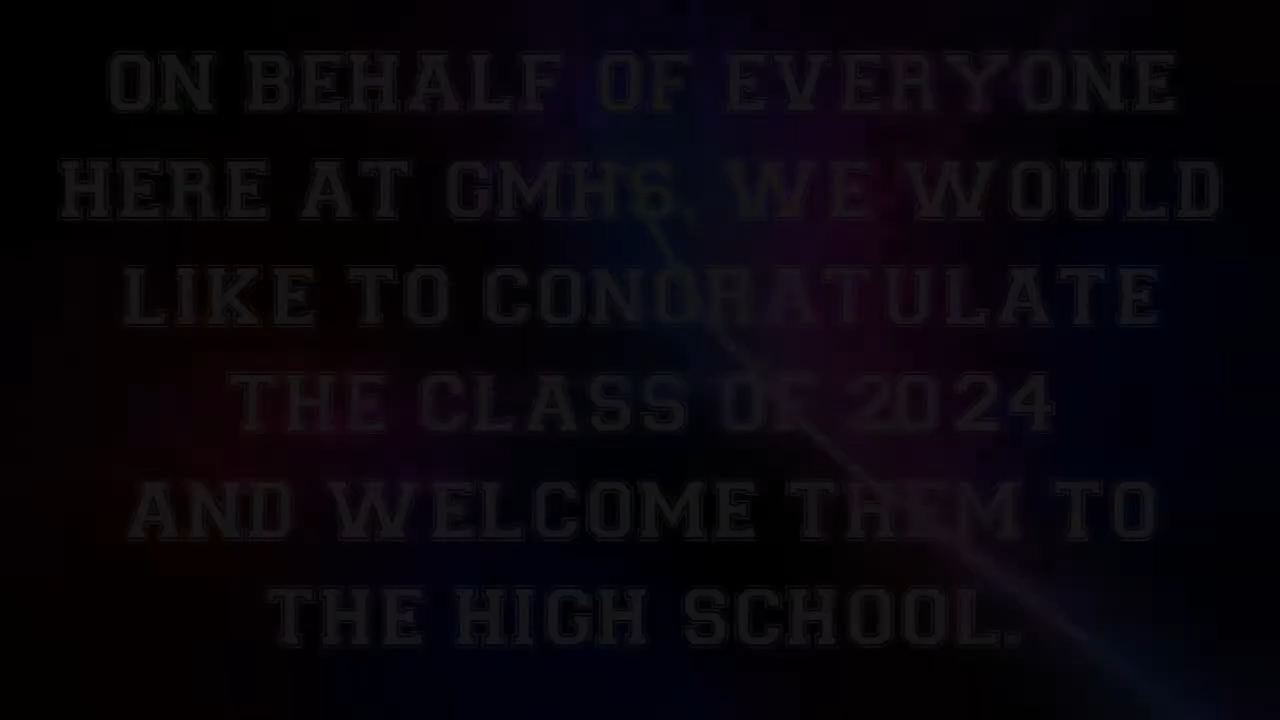 ON BEHALF OF EVERYONE
HERE AT GMHS, WE WOULD
LIKE TO CONGRATULATE
THE CLASS OF 2024
AND WELCOME THEM TO
THE HIGH SCHOOL.